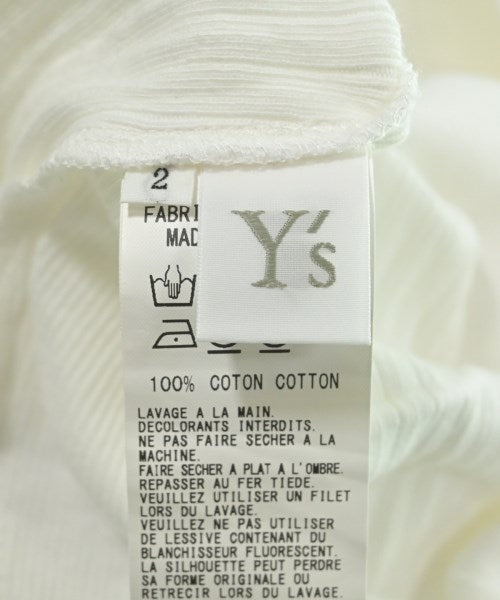 2
Y's
100% COTON COTTON
LAVAGE A LA MAIN.
DECOLORANTS INTERDITS.
NE PAS FAIRE SECHER A LA
MACHINE.
FAIRE SECHER A PLAT A L'OMBRE.
REPASSER AU FER TIEDE.
VEUILLEZ UTILISER UN FILET
LORS DU LAVAGE.
VEUILLEZ NE PAS UTILISER
DE LESSIVE CONTENANT DU
BLANCHISSEUR FLUORESCENT.
LA SILHOUETTE PEUT PERDRE
SA FORME ORIGINALE OU
RETRECIR LORS DU LAVAGE.